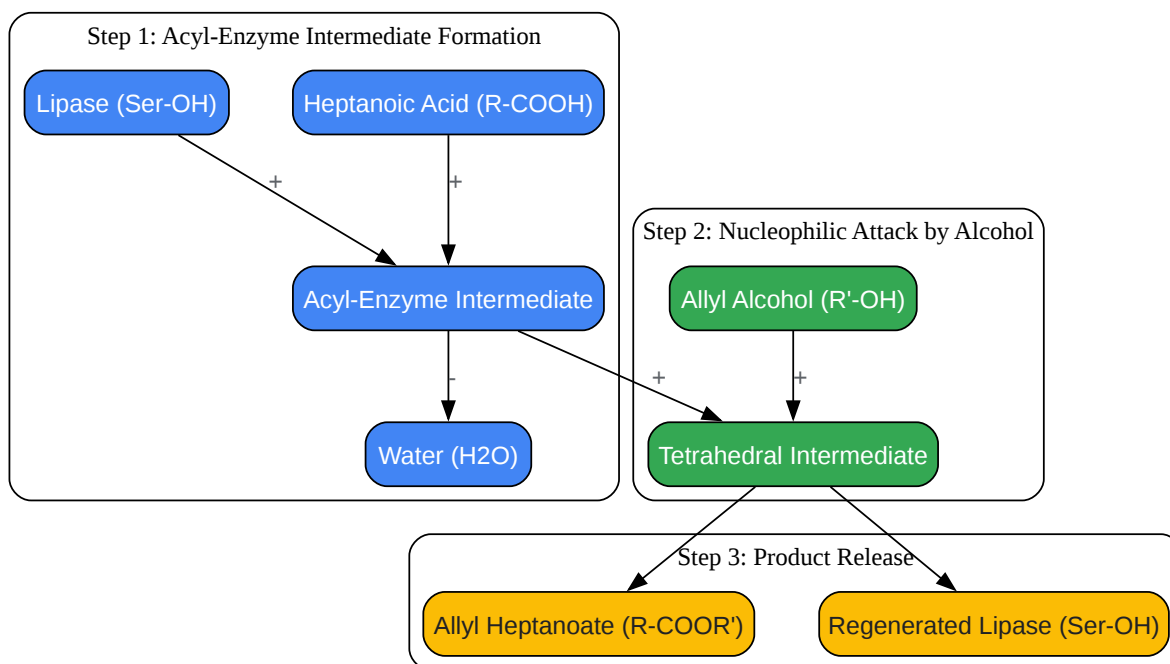 Step 1: Acyl-Enzyme Intermediate Formation
Lipase (Ser-OH)
Heptanoic Acid (R-COOH)
+
+
Acyl-Enzyme Intermediate
-
Water (H2O)
Step 2: Nucleophilic Attack by Alcohol
Allyl Alcohol (R'-OH)
+
+
Tetrahedral Intermediate
Step 3: Product Release
Allyl Heptanoate (R-COOR')
Regenerated Lipase (Ser-OH)